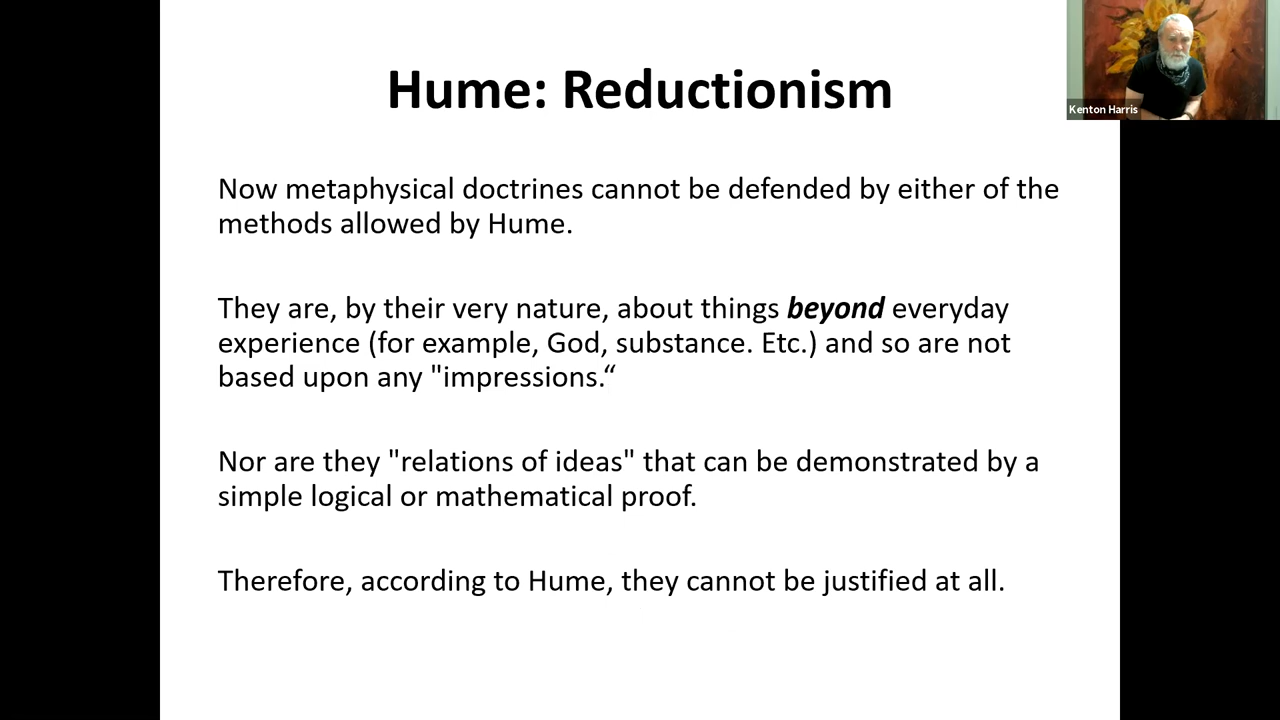 Hume: Reductionism
Kenton Harris
Now metaphysical doctrines cannot be defended by either of the
methods allowed by Hume.
They are, by their very nature, about things beyond everyday
experience (for example, God, substance. Etc.) and so are not
based upon any "impressions.“
Nor are they "relations of ideas" that can be demonstrated by a
simple logical or mathematical proof.
Therefore, according to Hume, they cannot be justified at all.